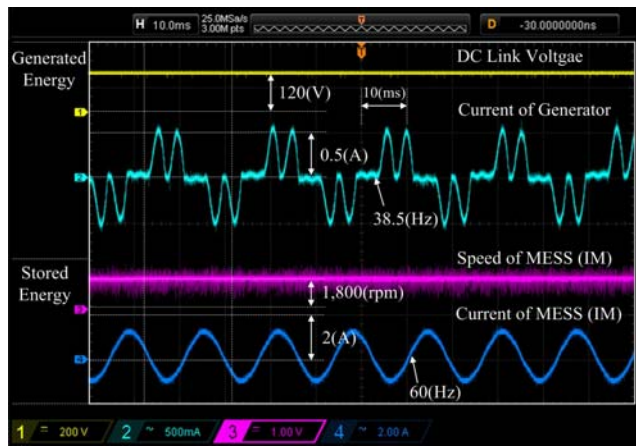 H 10.0ms 25.0MSa/s 3.00M pts T D -30.0000000ns
Generated Energy
DC Link Voltgae
120(V)
10(ms)
Current of Generator
0.5(A)
38.5(Hz)
Stored Energy
Speed of MESS (IM)
1,800(rpm)
Current of MESS (IM)
2(A)
60(Hz)
1 = 200 V 2 ~ 500mA 3 = 1.00 V 4 ~ 2.00 A